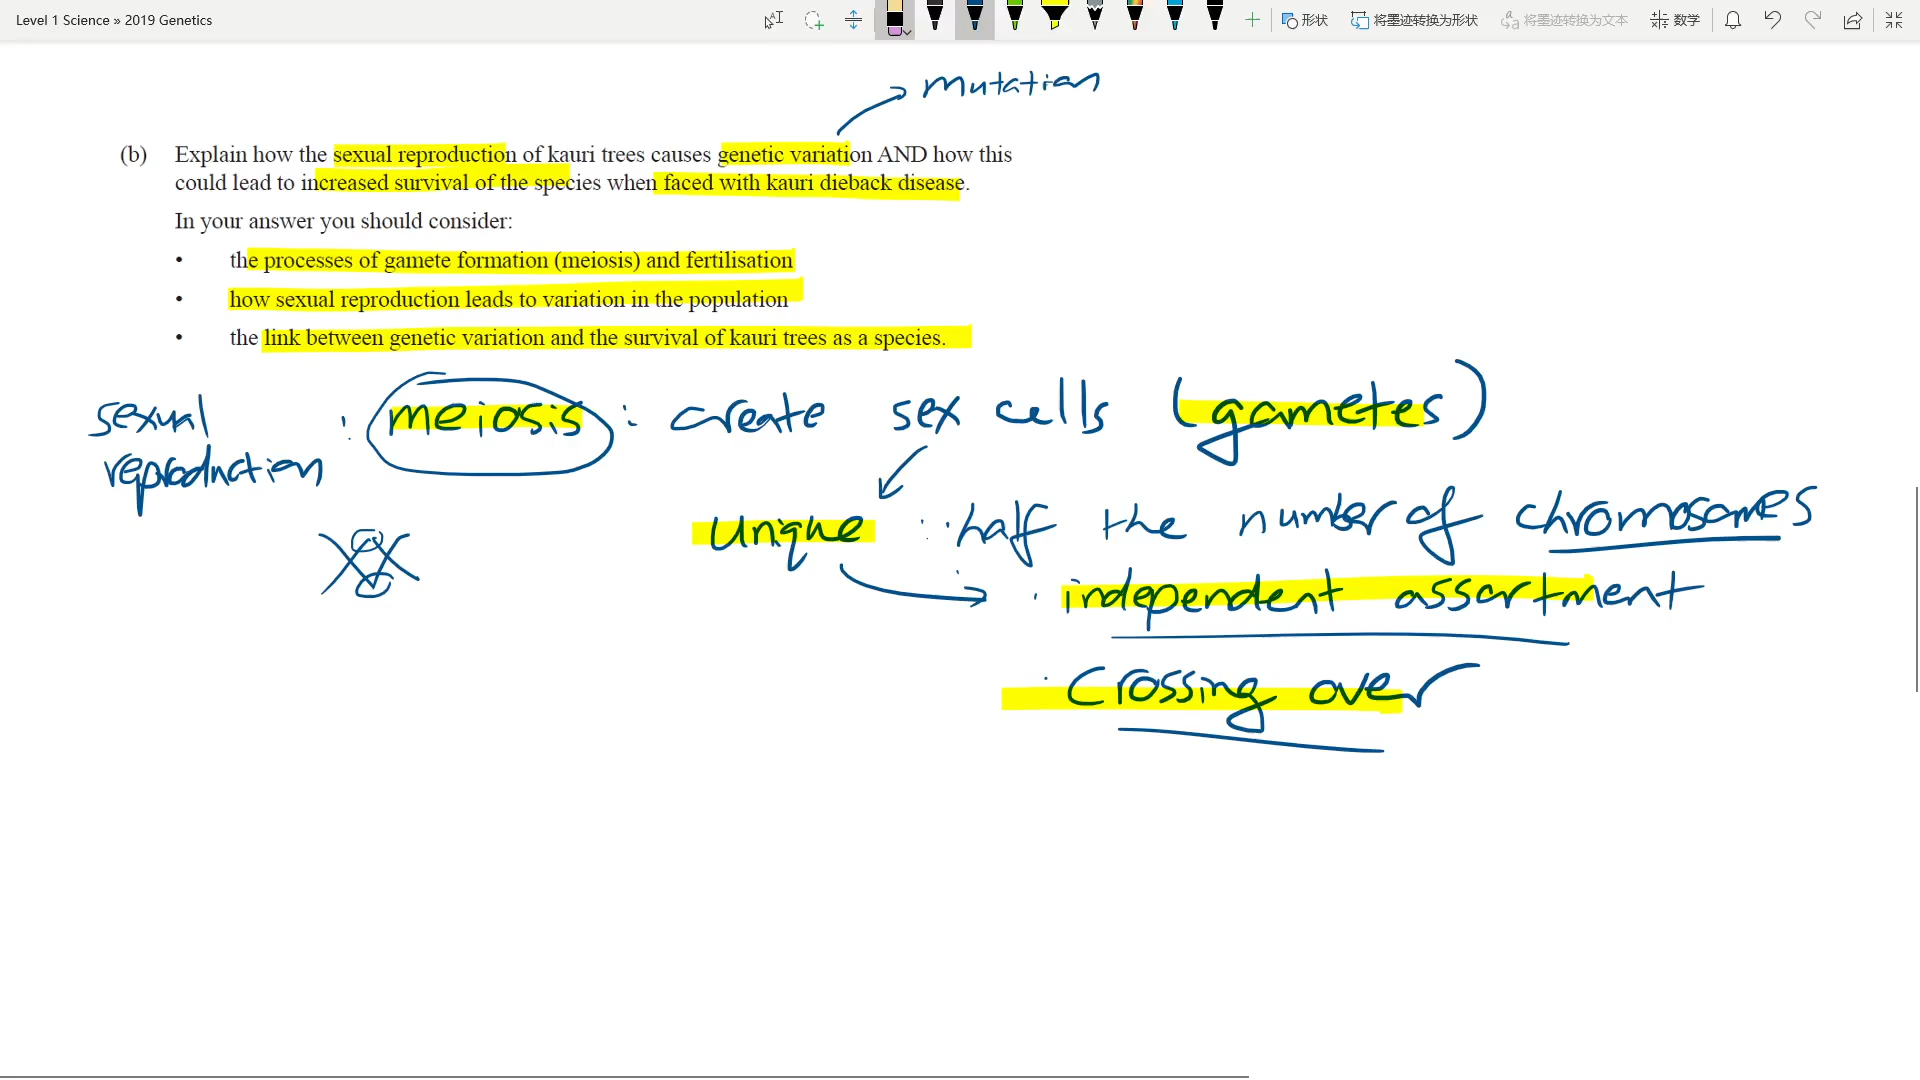 Level 1 Science » 2019 Genetics
形状 将墨迹转换为形状 将墨迹转换为文本 数学
mutation
(b) Explain how the sexual reproduction of kauri trees causes genetic variation AND how this
could lead to increased survival of the species when faced with kauri dieback disease.
In your answer you should consider:
• the processes of gamete formation (meiosis) and fertilisation
• how sexual reproduction leads to variation in the population
• the link between genetic variation and the survival of kauri trees as a species.
sexual : meiosis : create sex cells (gametes)
reproduction
unique : half the number of chromosomes
· independent assortment
· Crossing over